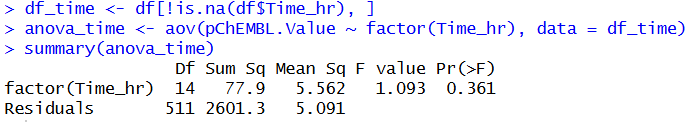 > df_time <- df[!is.na(df$Time_hr), ]
> anova_time <- aov(pChEMBL.Value ~ factor(Time_hr), data = df_time)
> summary(anova_time)
                 Df Sum Sq Mean Sq F value Pr(>F)
factor(Time_hr)  14   77.9   5.562   1.093  0.361
Residuals       511 2601.3   5.091